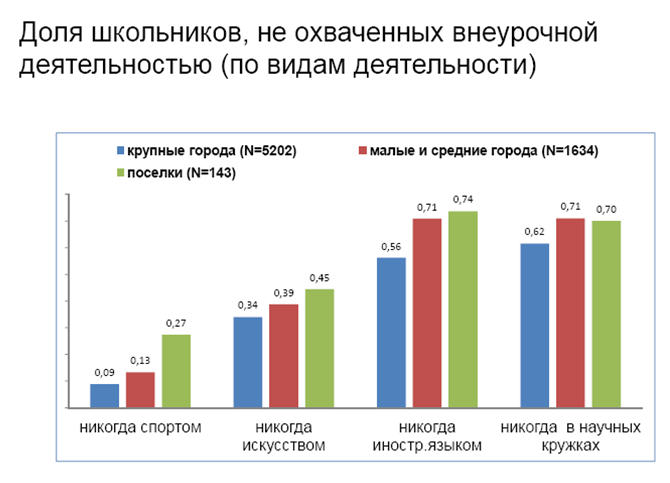 Доля школьников, не охваченных внеурочной
деятельностью (по видам деятельности)
крупные города (N=5202)
малые и средние города (N=1634)
поселки (N=143)
0,09
0,13
0,27
0,34
0,39
0,45
0,56
0,71
0,74
0,62
0,71
0,70
никогда спортом
никогда
искусством
никогда
иностр.языком
никогда в научных
кружках